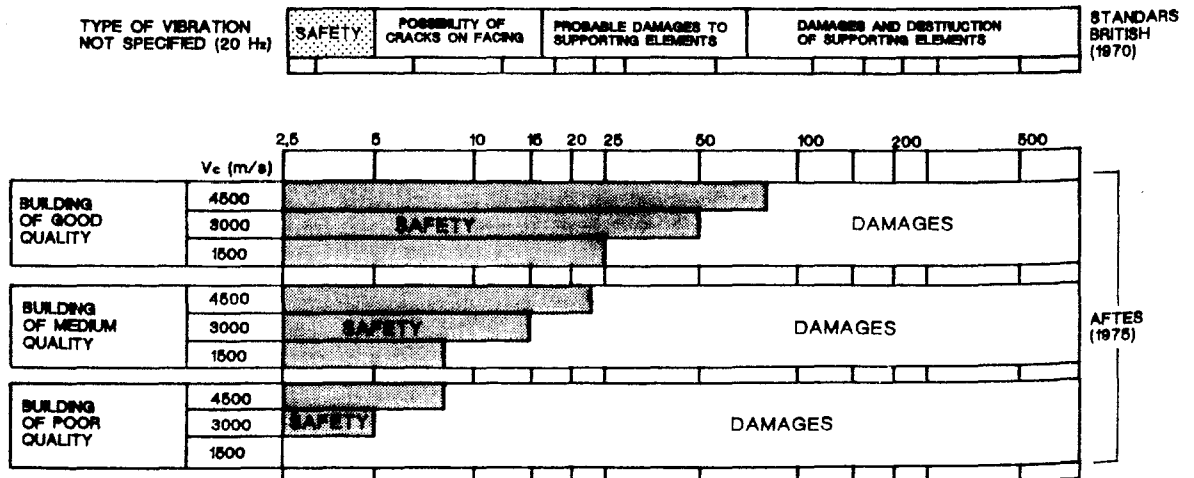 TYPE OF VIBRATION
NOT SPECIFIED (20 Hz)
SAFETY
POSSIBILITY OF
CRACKS ON FACING
PROBABLE DAMAGES TO
SUPPORTING ELEMENTS
DAMAGES AND DESTRUCTION
OF SUPPORTING ELEMENTS
STANDARS
BRITISH
(1970)
2,5 5 10 15 20 25 50 100 200 500
Vc (m/s)
BUILDING
OF GOOD
QUALITY
4500
3000
1500
SAFETY
DAMAGES
BUILDING
OF MEDIUM
QUALITY
4500
3000
1500
SAFETY
DAMAGES
AFTES
(1975)
BUILDING
OF POOR
QUALITY
4500
3000
1500
SAFETY
DAMAGES